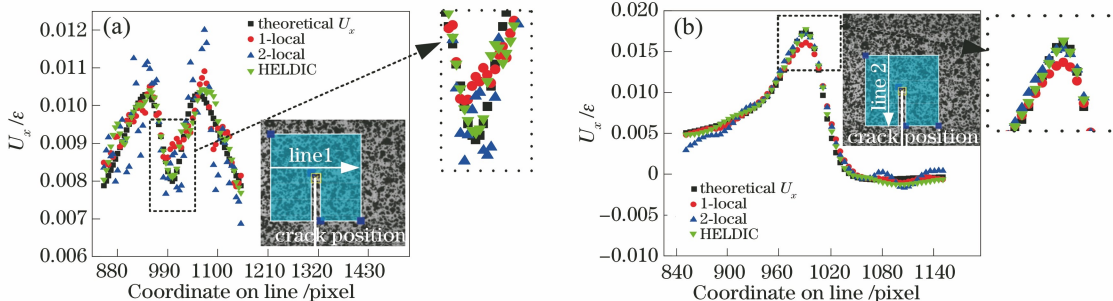 (a)
0.012
0.011
0.010
0.009
0.008
0.007
0.006
U_x/ε
880 990 1100 1210 1320 1430
Coordinate on line /pixel
theoretical U_x
1-local
2-local
HELDIC
line1
crack position
(b)
0.020
0.015
0.010
0.005
0
−0.005
−0.010
U_x/ε
840 900 960 1020 1080 1140
Coordinate on line /pixel
theoretical U_x
1-local
2-local
HELDIC
line 2
crack position